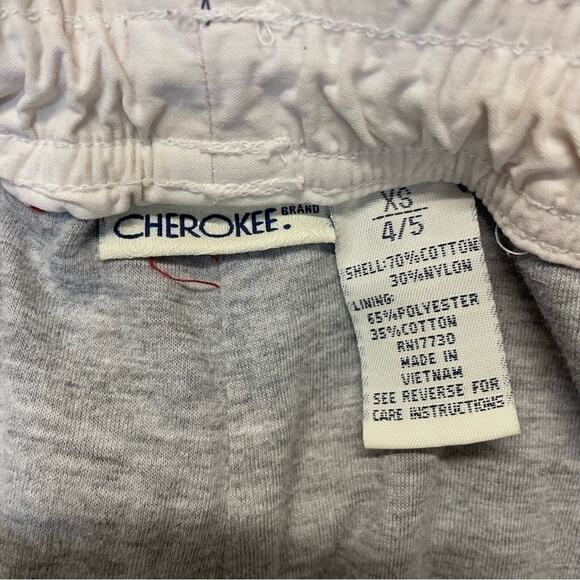 CHEROKEE. BRAND
XS
4/5
SHELL:70%COTTON
30%NYLON
LINING:
65%POLYESTER
35%COTTON
RN17730
MADE IN
VIETNAM
SEE REVERSE FOR
CARE INSTRUCTIONS